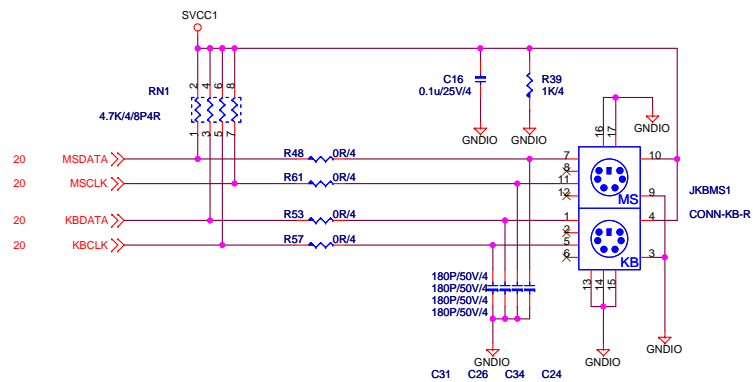 SVCC1
2 4 6 8
RN1
4.7K/4/8P4R
1 3 5 7
C16
0.1u/25V/4
R39
1K/4
GNDIO
GNDIO
GNDIO
16 17
20 MSDATA R48 0R/4 7 10
8
20 MSCLK R61 0R/4 11
12 MS 9
JKBMS1
CONN-KB-R
20 KBDATA R53 0R/4 1 4
2
20 KBCLK R57 0R/4 5
6 KB 3
13 14 15
180P/50V/4
180P/50V/4
180P/50V/4
180P/50V/4
GNDIO
GNDIO
GNDIO
C31 C26 C34 C24